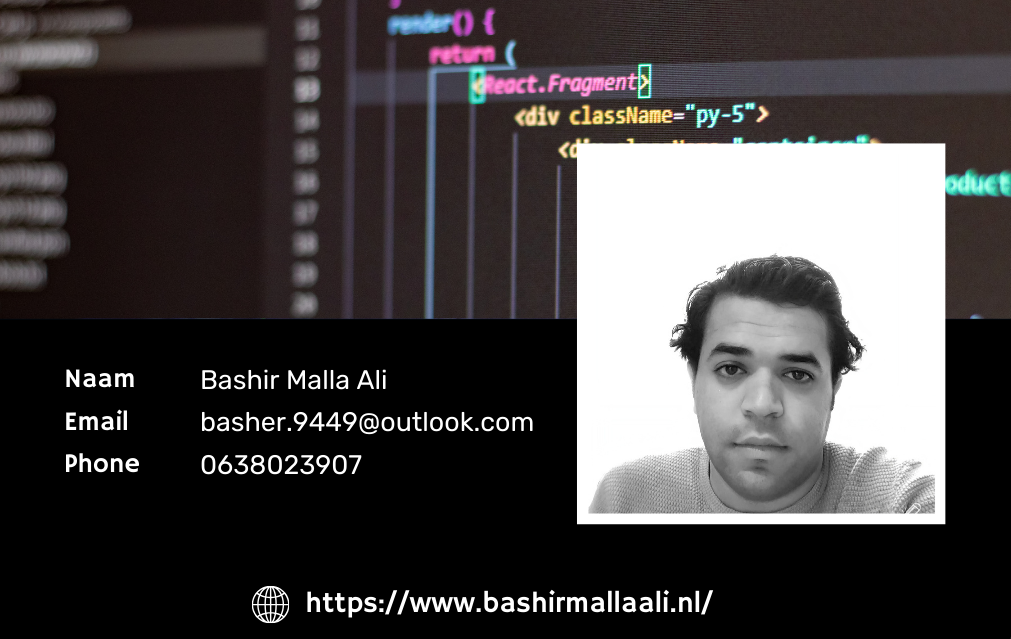 render() {
return (
<React.Fragment>
<div className="py-5">
Naam Bashir Malla Ali
Email basher.9449@outlook.com
Phone 0638023907
https://www.bashirmallaali.nl/